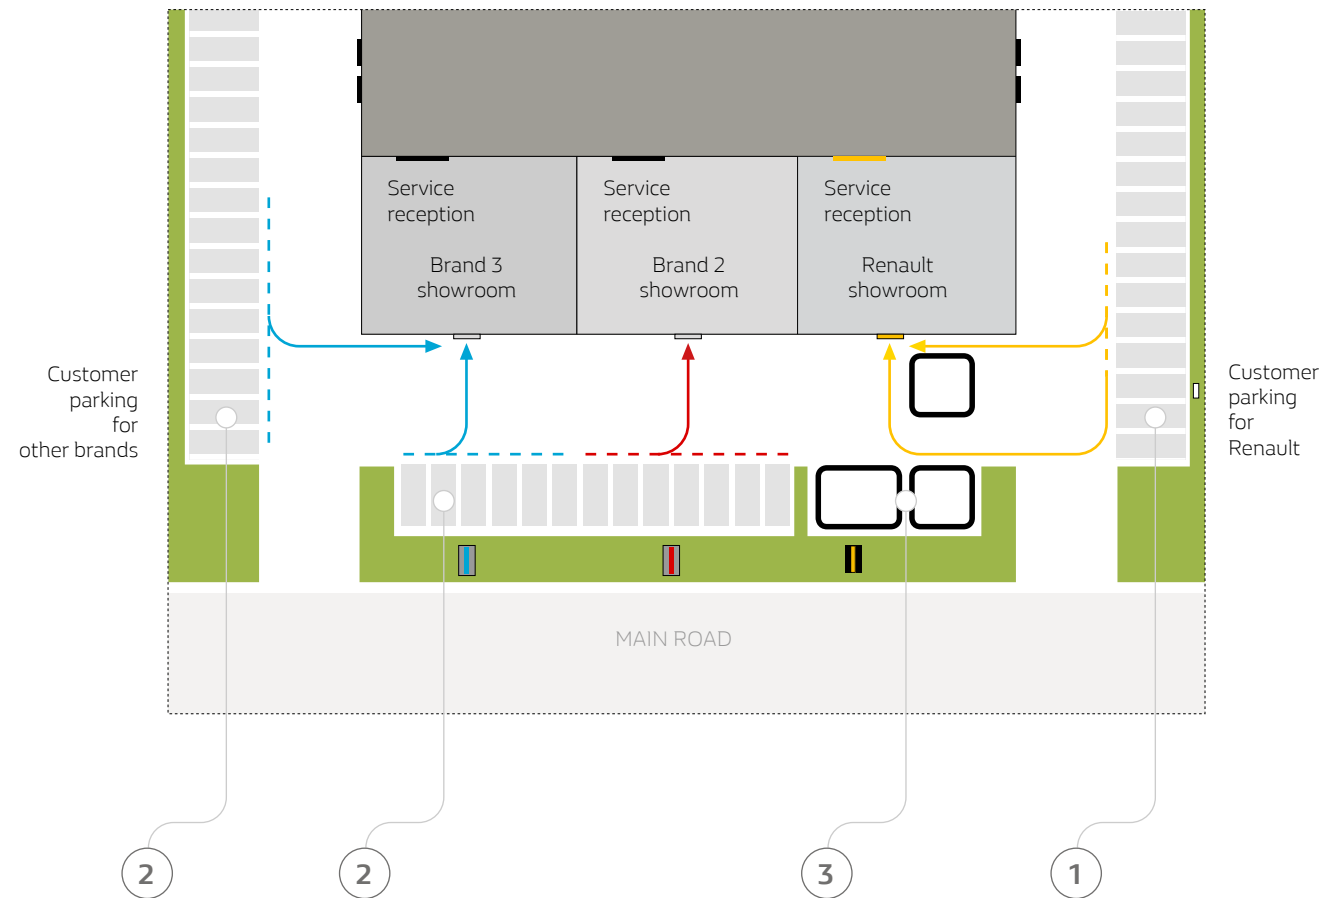 Service
reception
Brand 3
showroom
Service
reception
Brand 2
showroom
Service
reception
Renault
showroom
Customer
parking
for
other brands
Customer
parking
for
Renault
MAIN ROAD
2
2
3
1